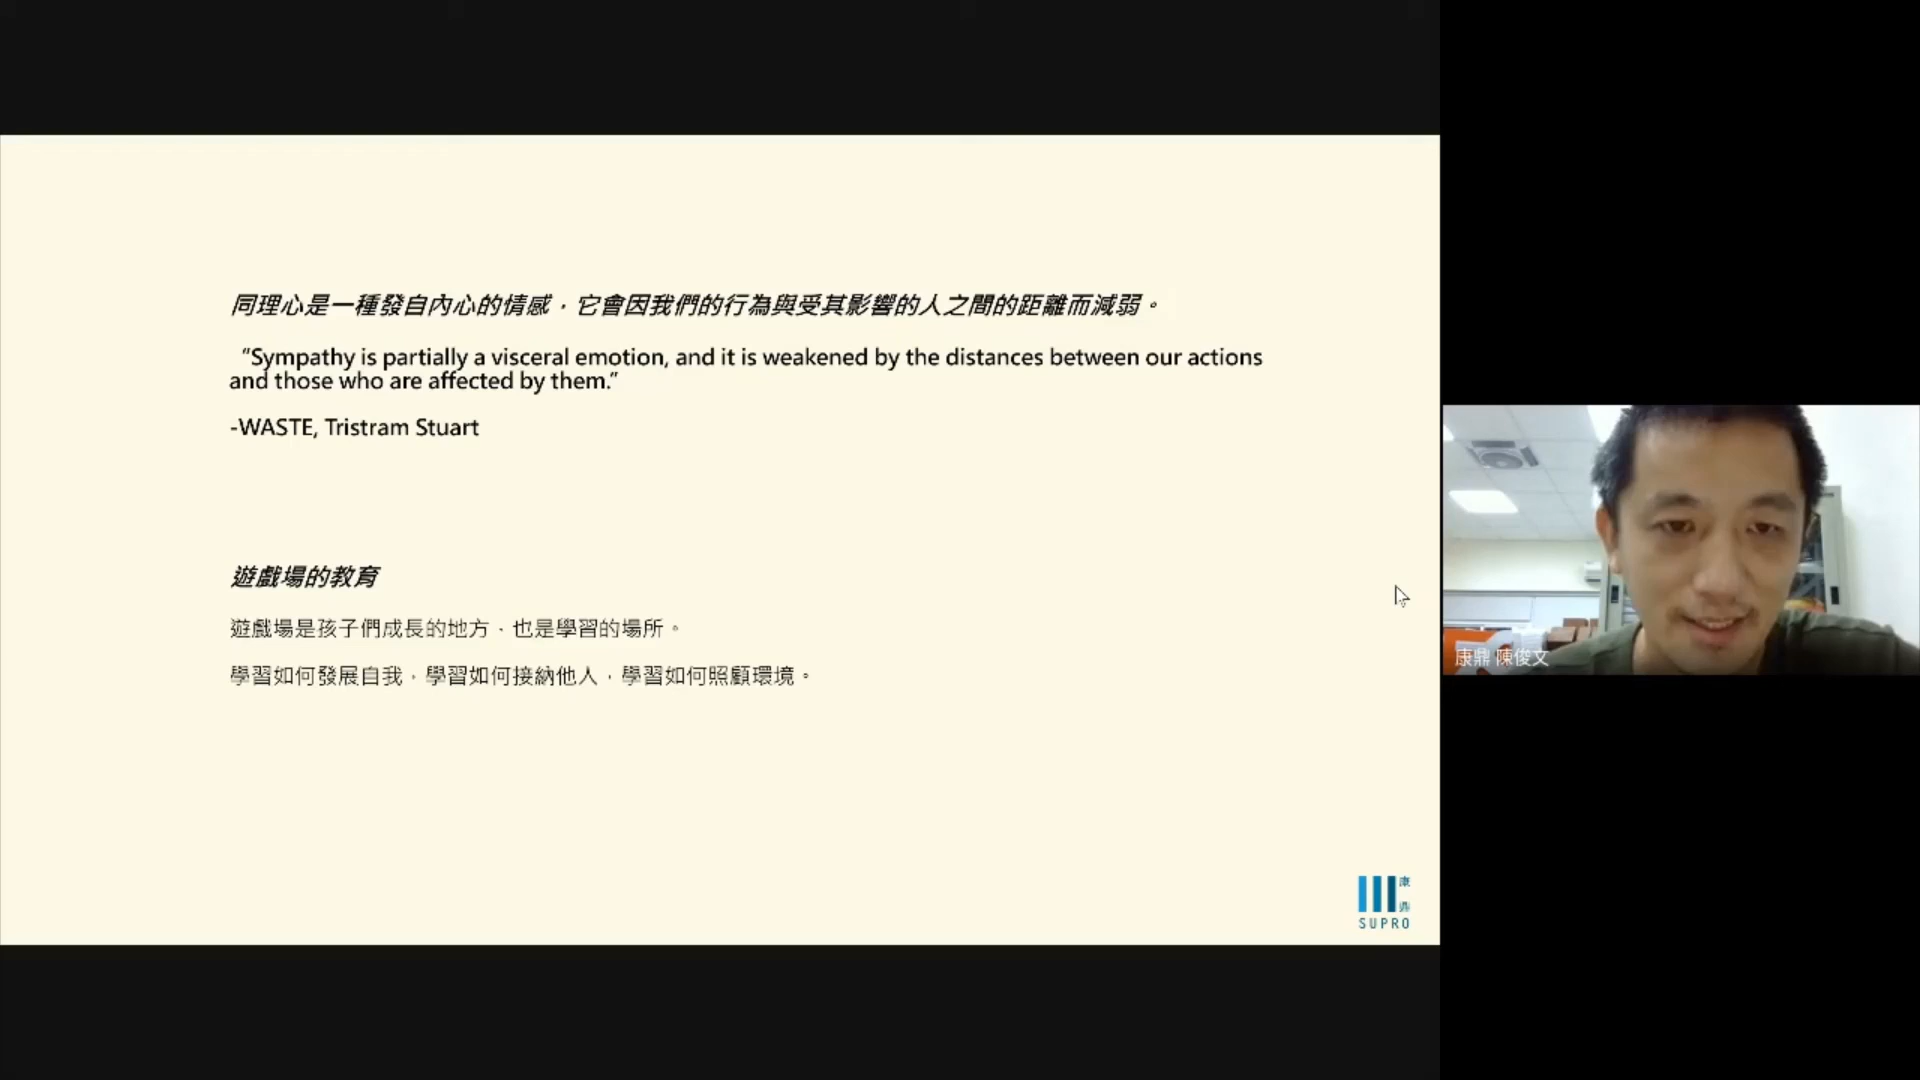 同理心是一種發自內心的情感，它會因我們的行為與受其影響的人之間的距離而減弱。
"Sympathy is partially a visceral emotion, and it is weakened by the distances between our actions
and those who are affected by them."
-WASTE, Tristram Stuart
遊戲場的教育
遊戲場是孩子們成長的地方，也是學習的場所。
學習如何發展自我，學習如何接納他人，學習如何照顧環境。
康鼎 陳俊文
康鼎
SUPRO